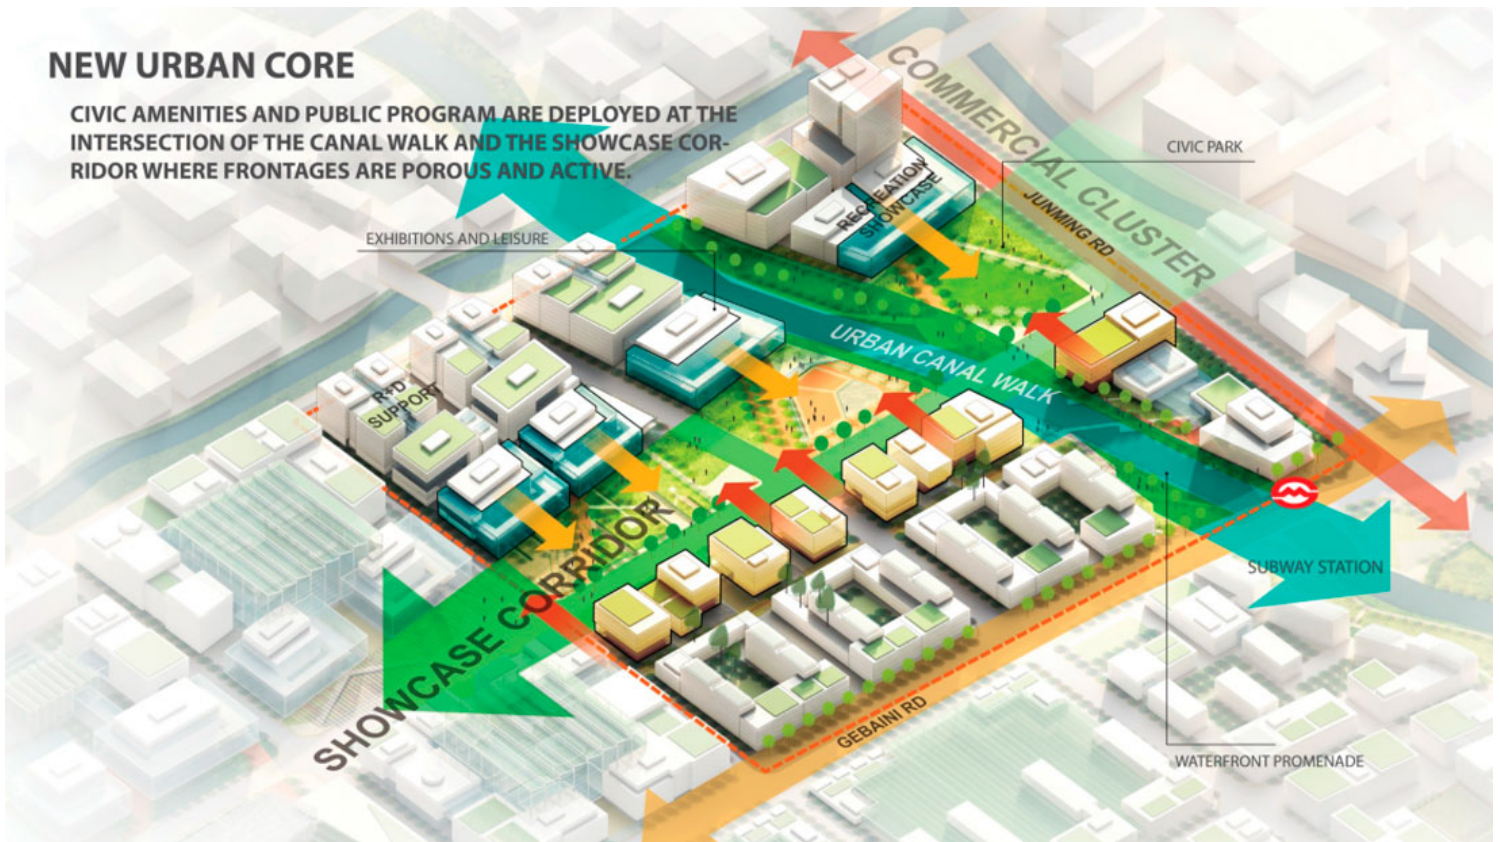 NEW URBAN CORE
CIVIC AMENITIES AND PUBLIC PROGRAM ARE DEPLOYED AT THE
INTERSECTION OF THE CANAL WALK AND THE SHOWCASE COR-
RIDOR WHERE FRONTAGES ARE POROUS AND ACTIVE.
COMMERCIAL CLUSTER
CIVIC PARK
RECREATION
SHOWCASE
JUNMING RD
EXHIBITIONS AND LEISURE
URBAN CANAL WALK
R+D
SUPPORT
SHOWCASE CORRIDOR
SUBWAY STATION
GEBAINI RD
WATERFRONT PROMENADE